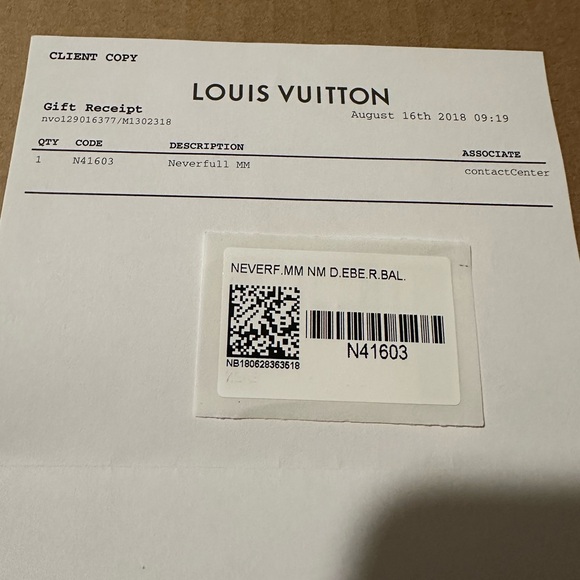 CLIENT COPY
LOUIS VUITTON
Gift Receipt
August 16th 2018 09:19
nvo129016377/M1302318
QTY CODE DESCRIPTION ASSOCIATE
1 N41603 Neverfull MM contactCenter
NEVERF.MM NM D.EBE.R.BAL.
N41603
NB180628363518